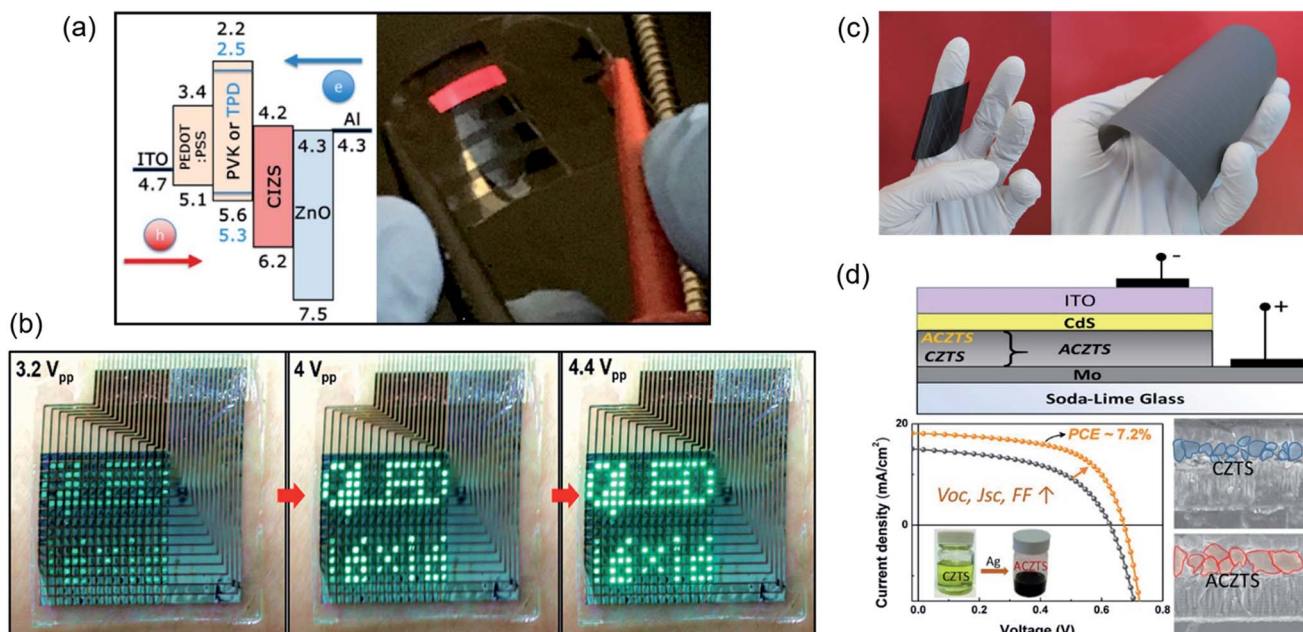 (a)
2.2
2.5
e
3.4
4.2
Al
PEDOT
:PSS
PVK or TPD
4.3
4.3
ITO
4.7
CIZS
ZnO
5.1
5.6
5.3
h
6.2
7.5
(b)
3.2 Vpp
4 Vpp
4.4 Vpp
(c)
(d)
-
+
ITO
CdS
ACZTS
CZTS
ACZTS
Mo
Soda-Lime Glass
20
PCE ~ 7.2%
10
Voc, Jsc, FF ↑
0
Ag
CZTS
ACZTS
Current density (mA/cm²)
0.0 0.2 0.4 0.6 0.8
Voltage (V)
CZTS
ACZTS